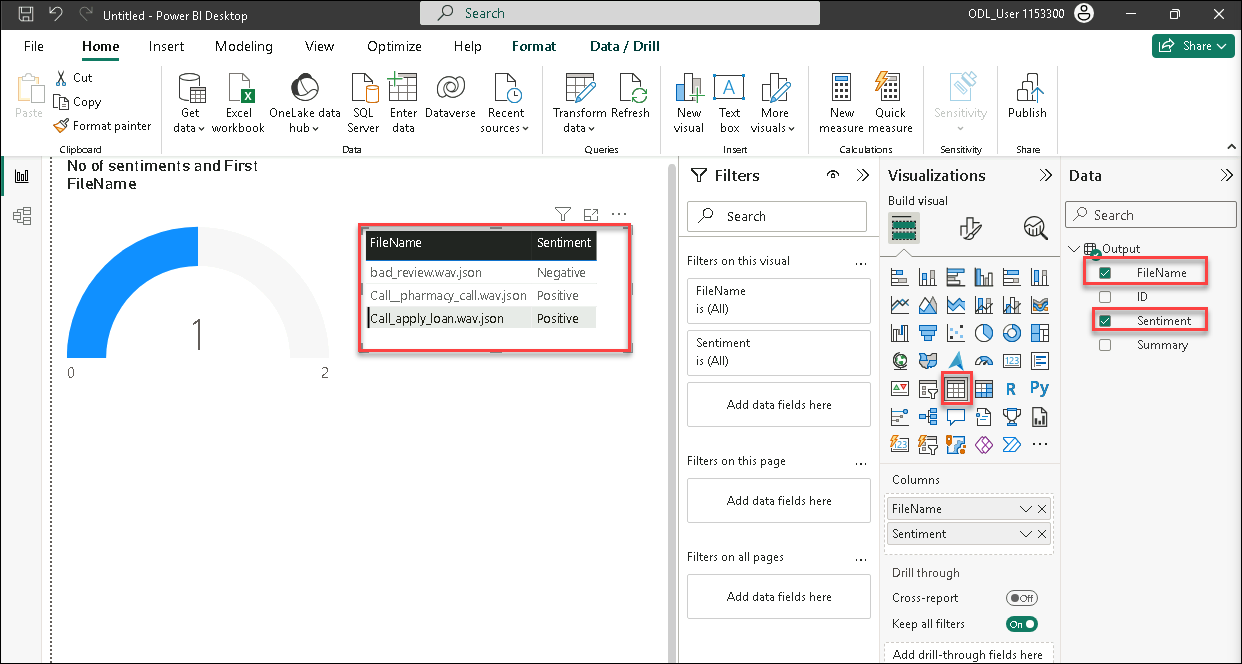 Untitled - Power BI Desktop
Search
ODL_User 1153300
File
Home
Insert
Modeling
View
Optimize
Help
Format
Data / Drill
Share
Paste
Cut
Copy
Format painter
Clipboard
Get data
Excel workbook
OneLake data hub
SQL Server
Enter data
Dataverse
Recent sources
Data
Transform data
Refresh
Queries
New visual
A
Text box
More visuals
Insert
New measure
Quick measure
Calculations
Sensitivity
Sensitivity
Publish
Share
No of sentiments and First
FileName
1
0
2
FileName Sentiment
bad_review.wav.json Negative
Call__pharmacy_call.wav.json Positive
Call_apply_loan.wav.json Positive
Filters
Search
Filters on this visual
FileName
is (All)
Sentiment
is (All)
Add data fields here
Filters on this page
Add data fields here
Filters on all pages
Add data fields here
Visualizations
Build visual
123
R
Py
123
Columns
FileName
Sentiment
Drill through
Cross-report
Off
Keep all filters
On
Add drill-through fields here
Data
Search
Output
FileName
ID
Sentiment
Summary